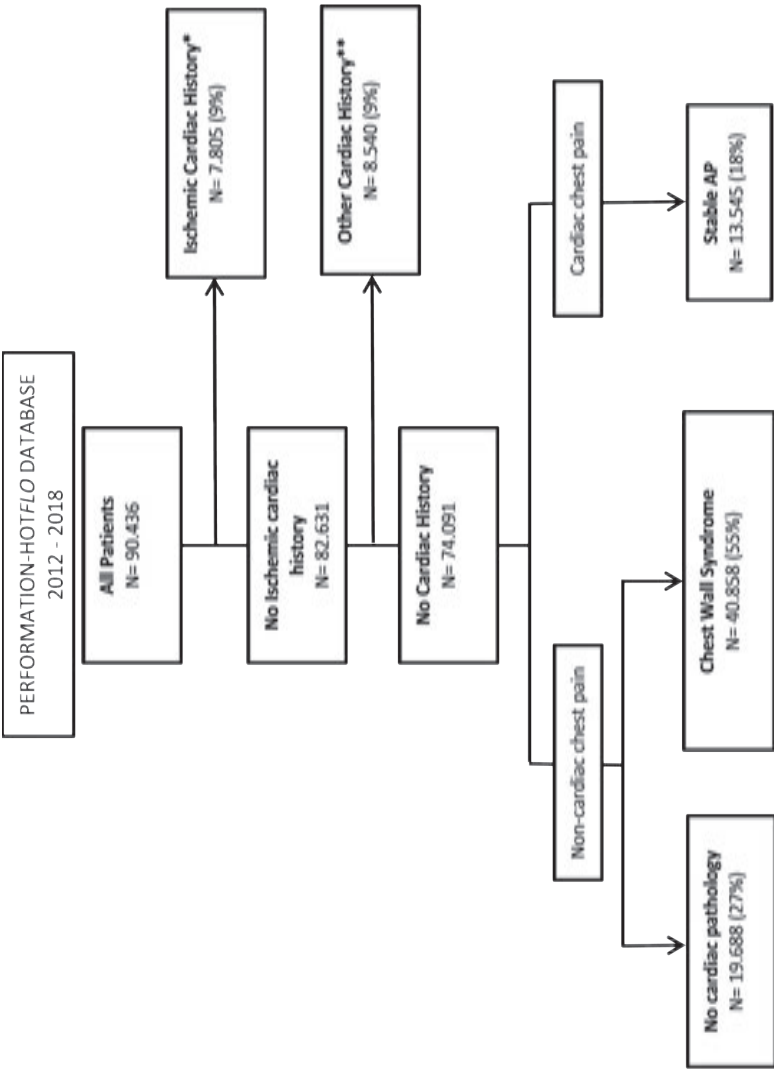 PERFORMATION-HOTFLO DATABASE
2012 - 2018
All Patients
N= 90.436
Ischemic Cardiac History*
N= 7.805 (9%)
No Ischemic cardiac
history
N= 82.631
Other Cardiac History**
N= 8.540 (9%)
No Cardiac History
N= 74.091
Non-cardiac chest pain
Cardiac chest pain
No cardiac pathology
N= 19.688 (27%)
Chest Wall Syndrome
N= 40.858 (55%)
Stable AP
N= 13.545 (18%)